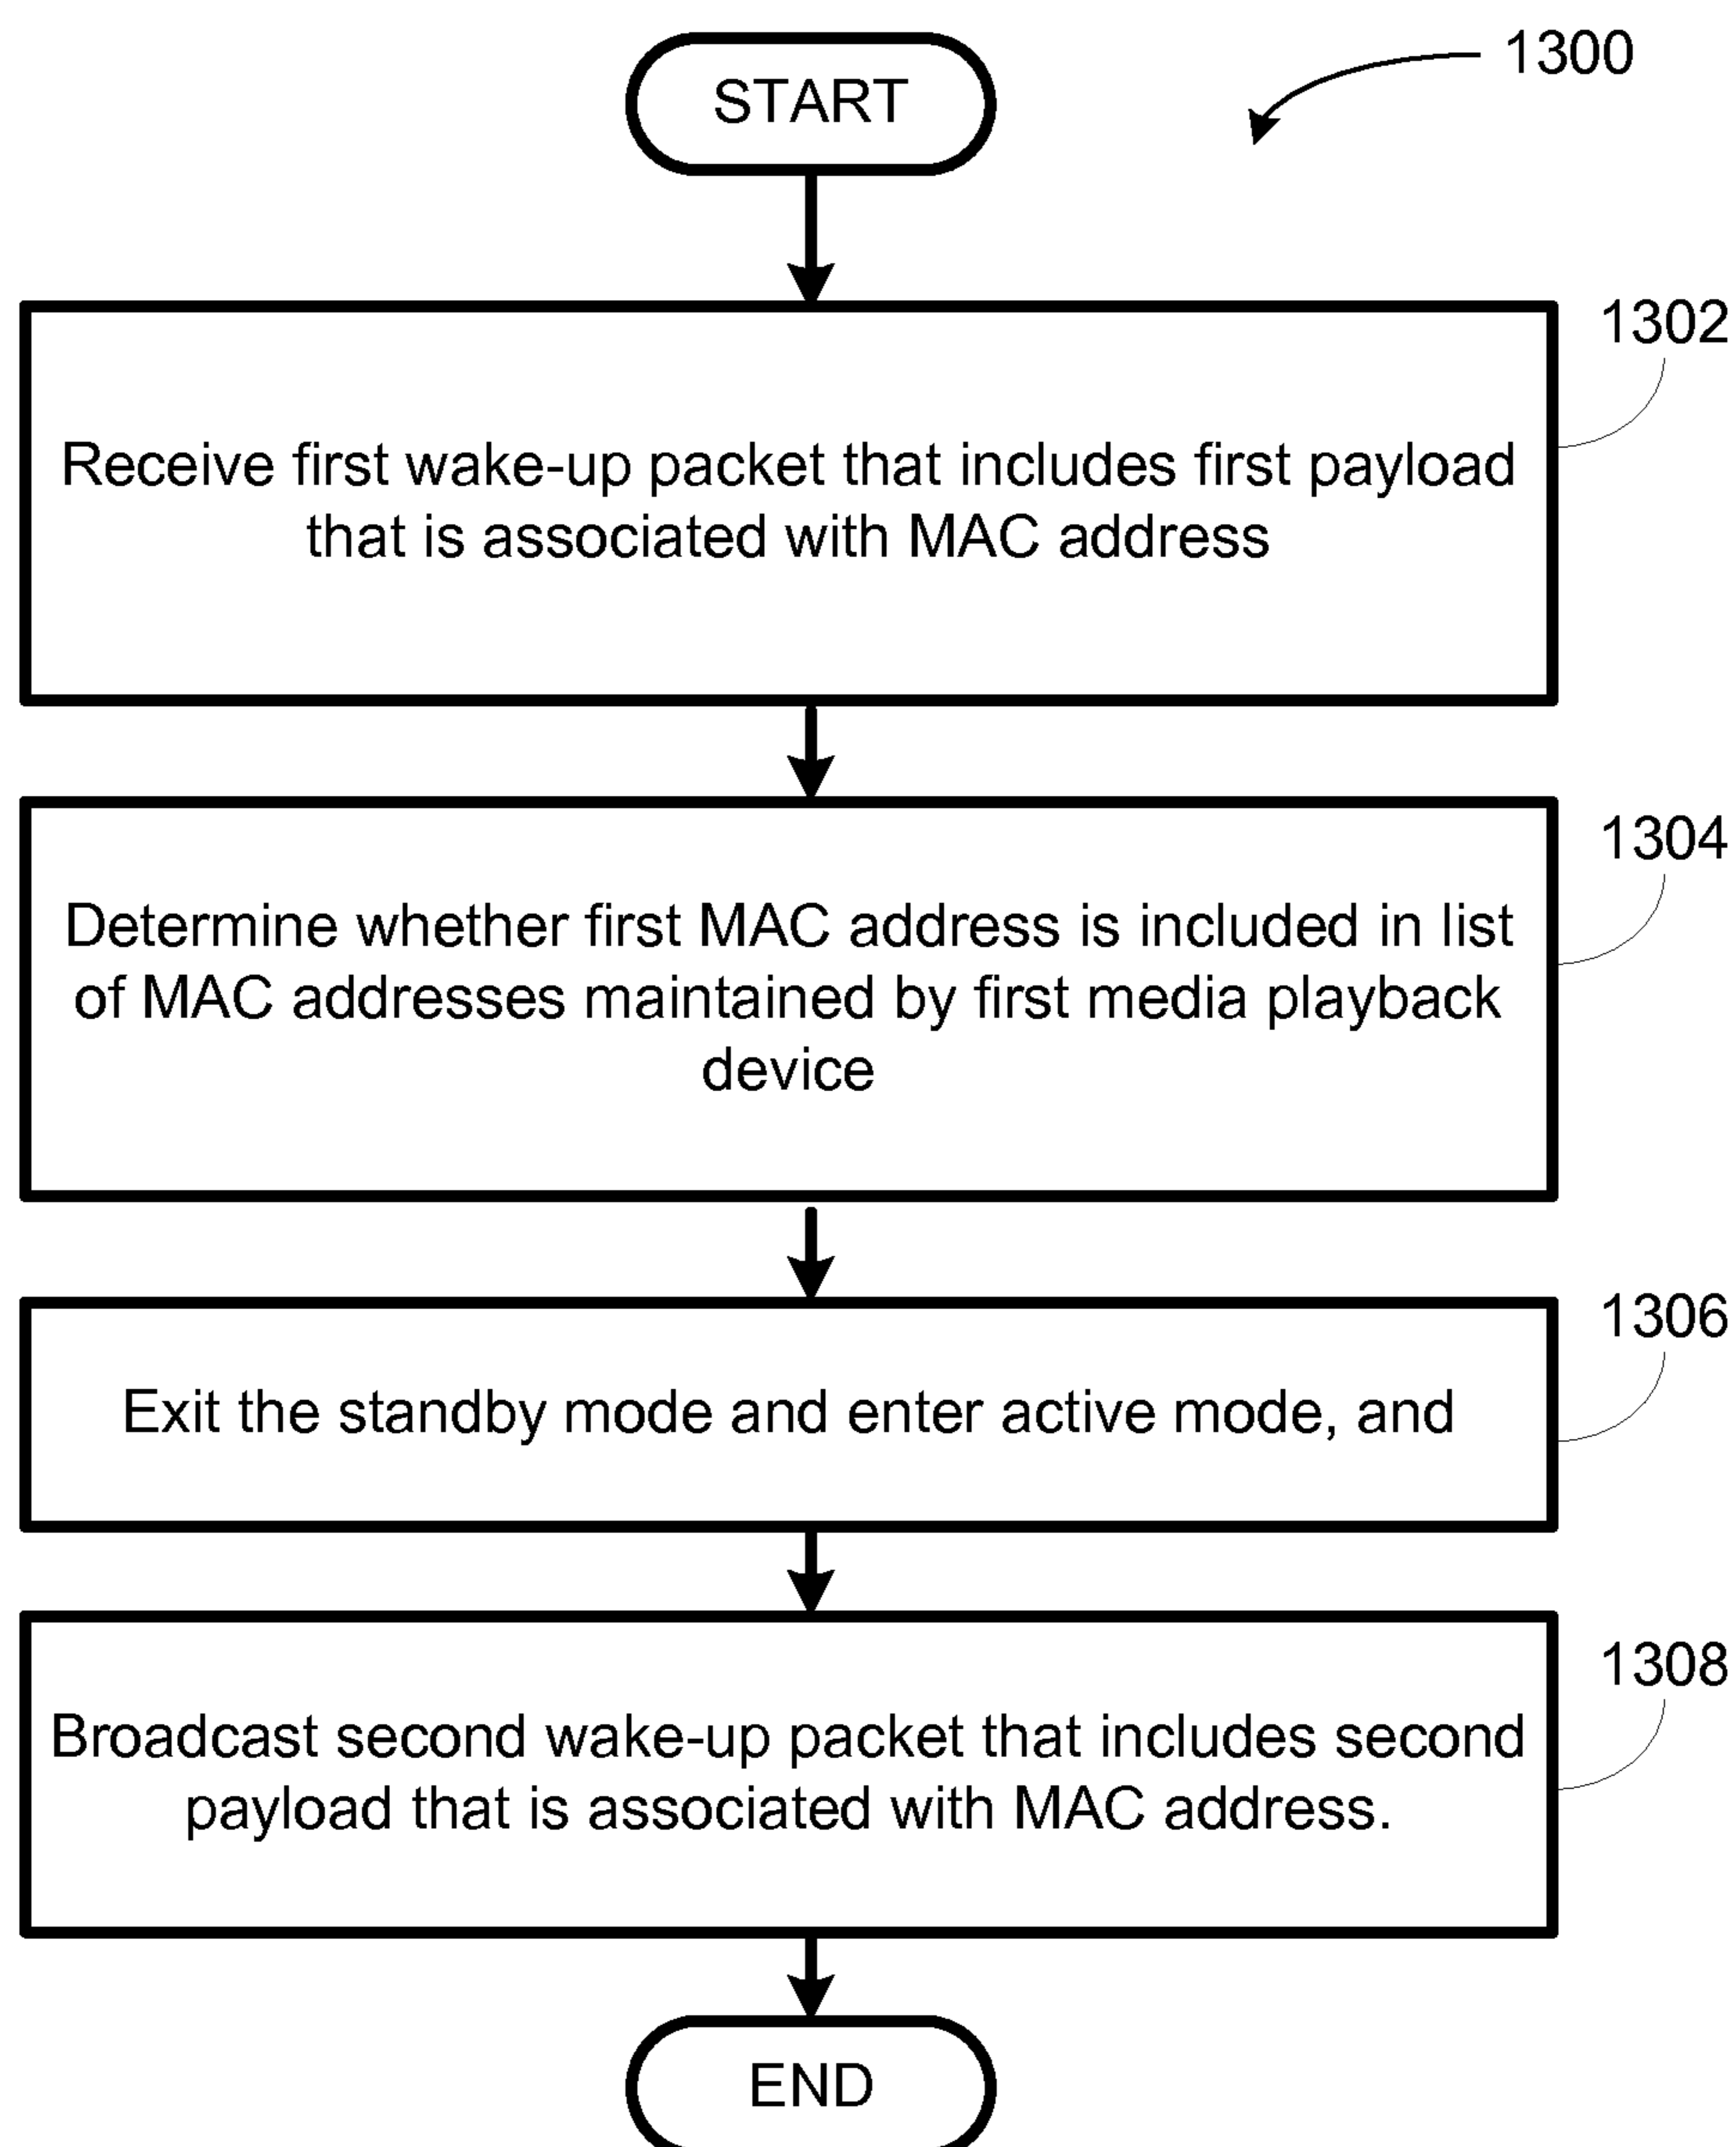 START
1300
1302
Receive first wake-up packet that includes first payload
that is associated with MAC address
1304
Determine whether first MAC address is included in list
of MAC addresses maintained by first media playback
device
1306
Exit the standby mode and enter active mode, and
1308
Broadcast second wake-up packet that includes second
payload that is associated with MAC address.
END